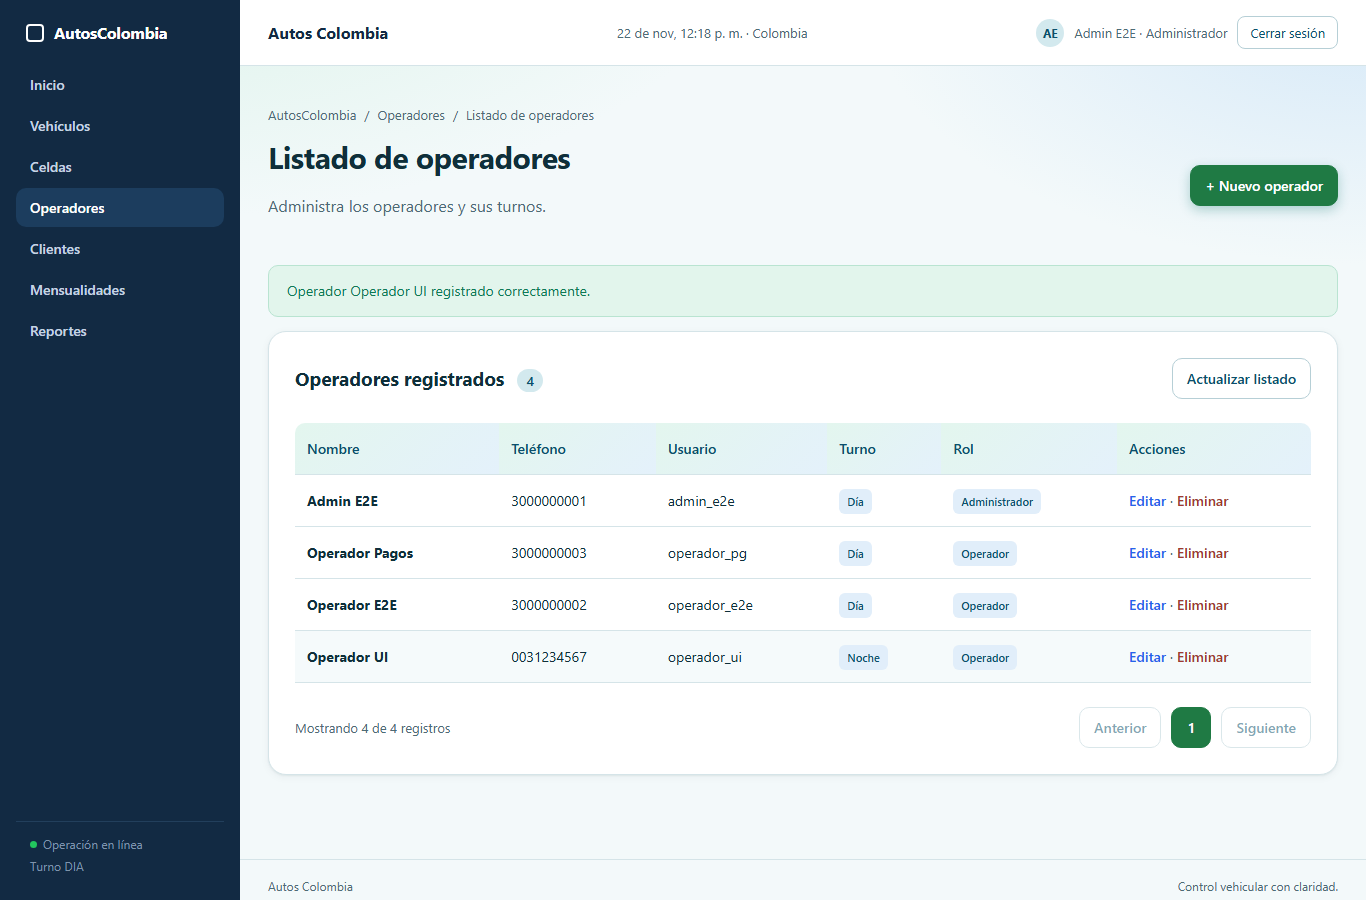 AutosColombia
Inicio
Vehículos
Celdas
Operadores
Clientes
Mensualidades
Reportes
Operación en línea
Turno DIA
Autos Colombia
22 de nov, 12:18 p. m. · Colombia
AE
Admin E2E · Administrador
Cerrar sesión
AutosColombia / Operadores / Listado de operadores
Listado de operadores
Administra los operadores y sus turnos.
+ Nuevo operador
Operador Operador UI registrado correctamente.
Operadores registrados 4
Actualizar listado
Nombre Teléfono Usuario Turno Rol Acciones
Admin E2E 3000000001 admin_e2e Día Administrador Editar · Eliminar
Operador Pagos 3000000003 operador_pg Día Operador Editar · Eliminar
Operador E2E 3000000002 operador_e2e Día Operador Editar · Eliminar
Operador UI 0031234567 operador_ui Noche Operador Editar · Eliminar
Mostrando 4 de 4 registros
Anterior 1 Siguiente
Autos Colombia
Control vehicular con claridad.